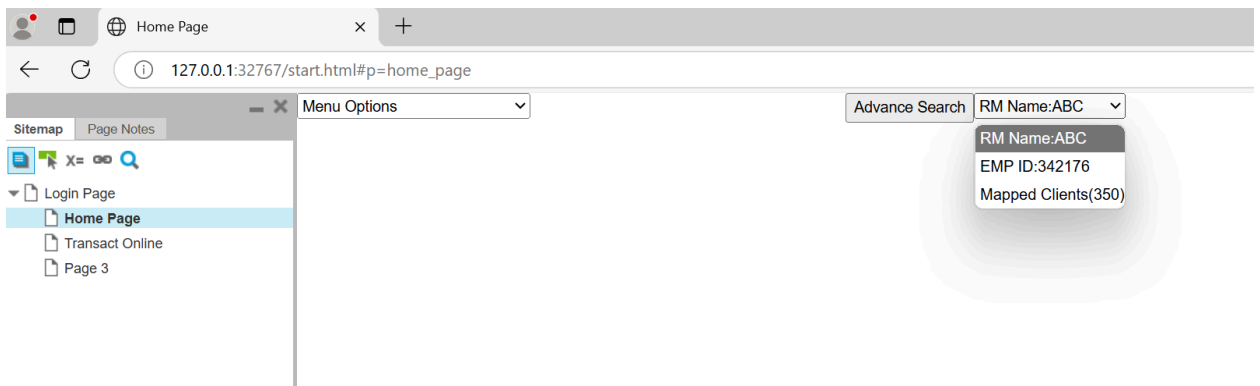 Home Page
127.0.0.1:32767/start.html#p=home_page
Menu Options
Advance Search
RM Name:ABC
Sitemap
Page Notes
RM Name:ABC
EMP ID:342176
Mapped Clients(350)
X=
Login Page
Home Page
Transact Online
Page 3